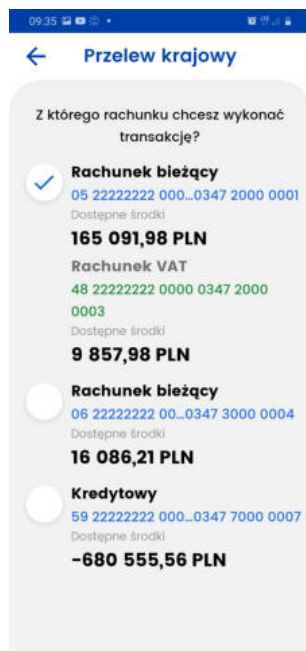 09:35
Przelew krajowy
Z którego rachunku chcesz wykonać
transakcję?
Rachunek bieżący
05 22222222 000...0347 2000 0001
Dostępne środki
165 091,98 PLN
Rachunek VAT
48 22222222 0000 0347 2000
0003
Dostępne środki
9 857,98 PLN
Rachunek bieżący
06 22222222 00...0347 3000 0004
Dostępne środki
16 086,21 PLN
Kredytowy
59 22222222 000...0347 7000 0007
Dostępne środki
-680 555,56 PLN